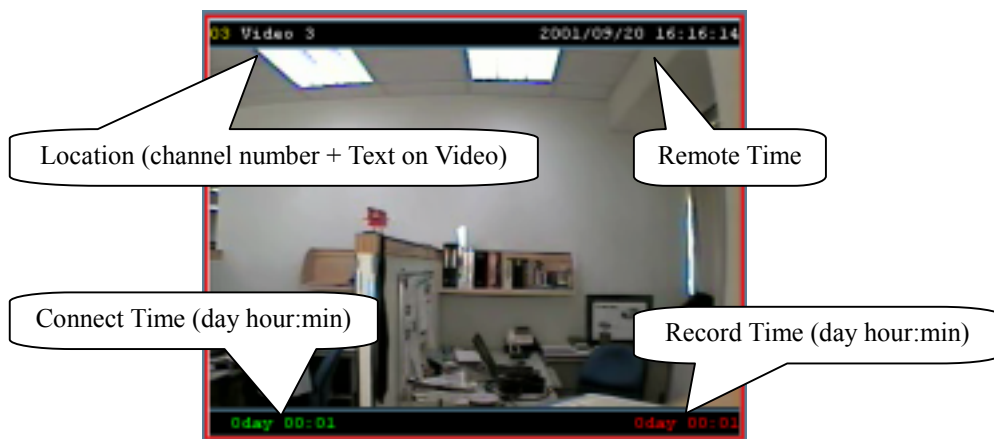 03 Video 3 2001/09/20 16:16:14
Location (channel number + Text on Video)
Remote Time
Connect Time (day hour:min)
Record Time (day hour:min)
0day 00:01 0day 00:01